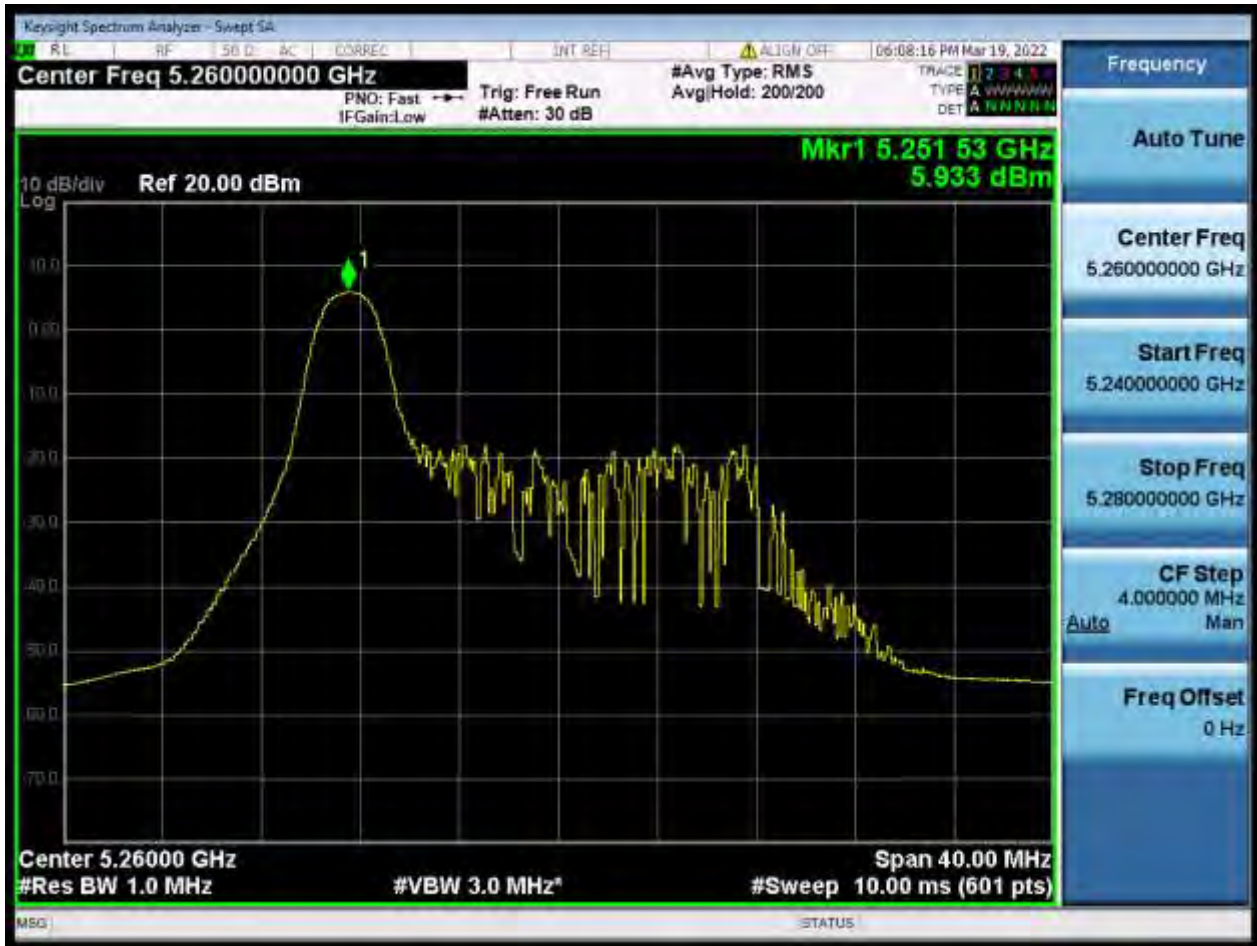 Keysight Spectrum Analyzer - Swept SA
RL RF 50 Ω AC CORREC INT REF ALIGN OFF 06:08:16 PM Mar 19, 2022
Center Freq 5.260000000 GHz
PNO: Fast
IFGain:Low
Trig: Free Run
#Atten: 30 dB
#Avg Type: RMS
Avg|Hold: 200/200
TRACE 1 2 3 4 5 6
TYPE A WWWWW
DET A N N N N N
Mkr1 5.251 53 GHz
5.933 dBm
10 dB/div Ref 20.00 dBm
Log
1
10.0
0.00
-10.0
-20.0
-30.0
-40.0
-50.0
-60.0
-70.0
Center 5.26000 GHz
Span 40.00 MHz
#Res BW 1.0 MHz
#VBW 3.0 MHz*
#Sweep 10.00 ms (601 pts)
MSG
STATUS
Frequency
Auto Tune
Center Freq
5.260000000 GHz
Start Freq
5.240000000 GHz
Stop Freq
5.280000000 GHz
CF Step
4.000000 MHz
Auto Man
Freq Offset
0 Hz